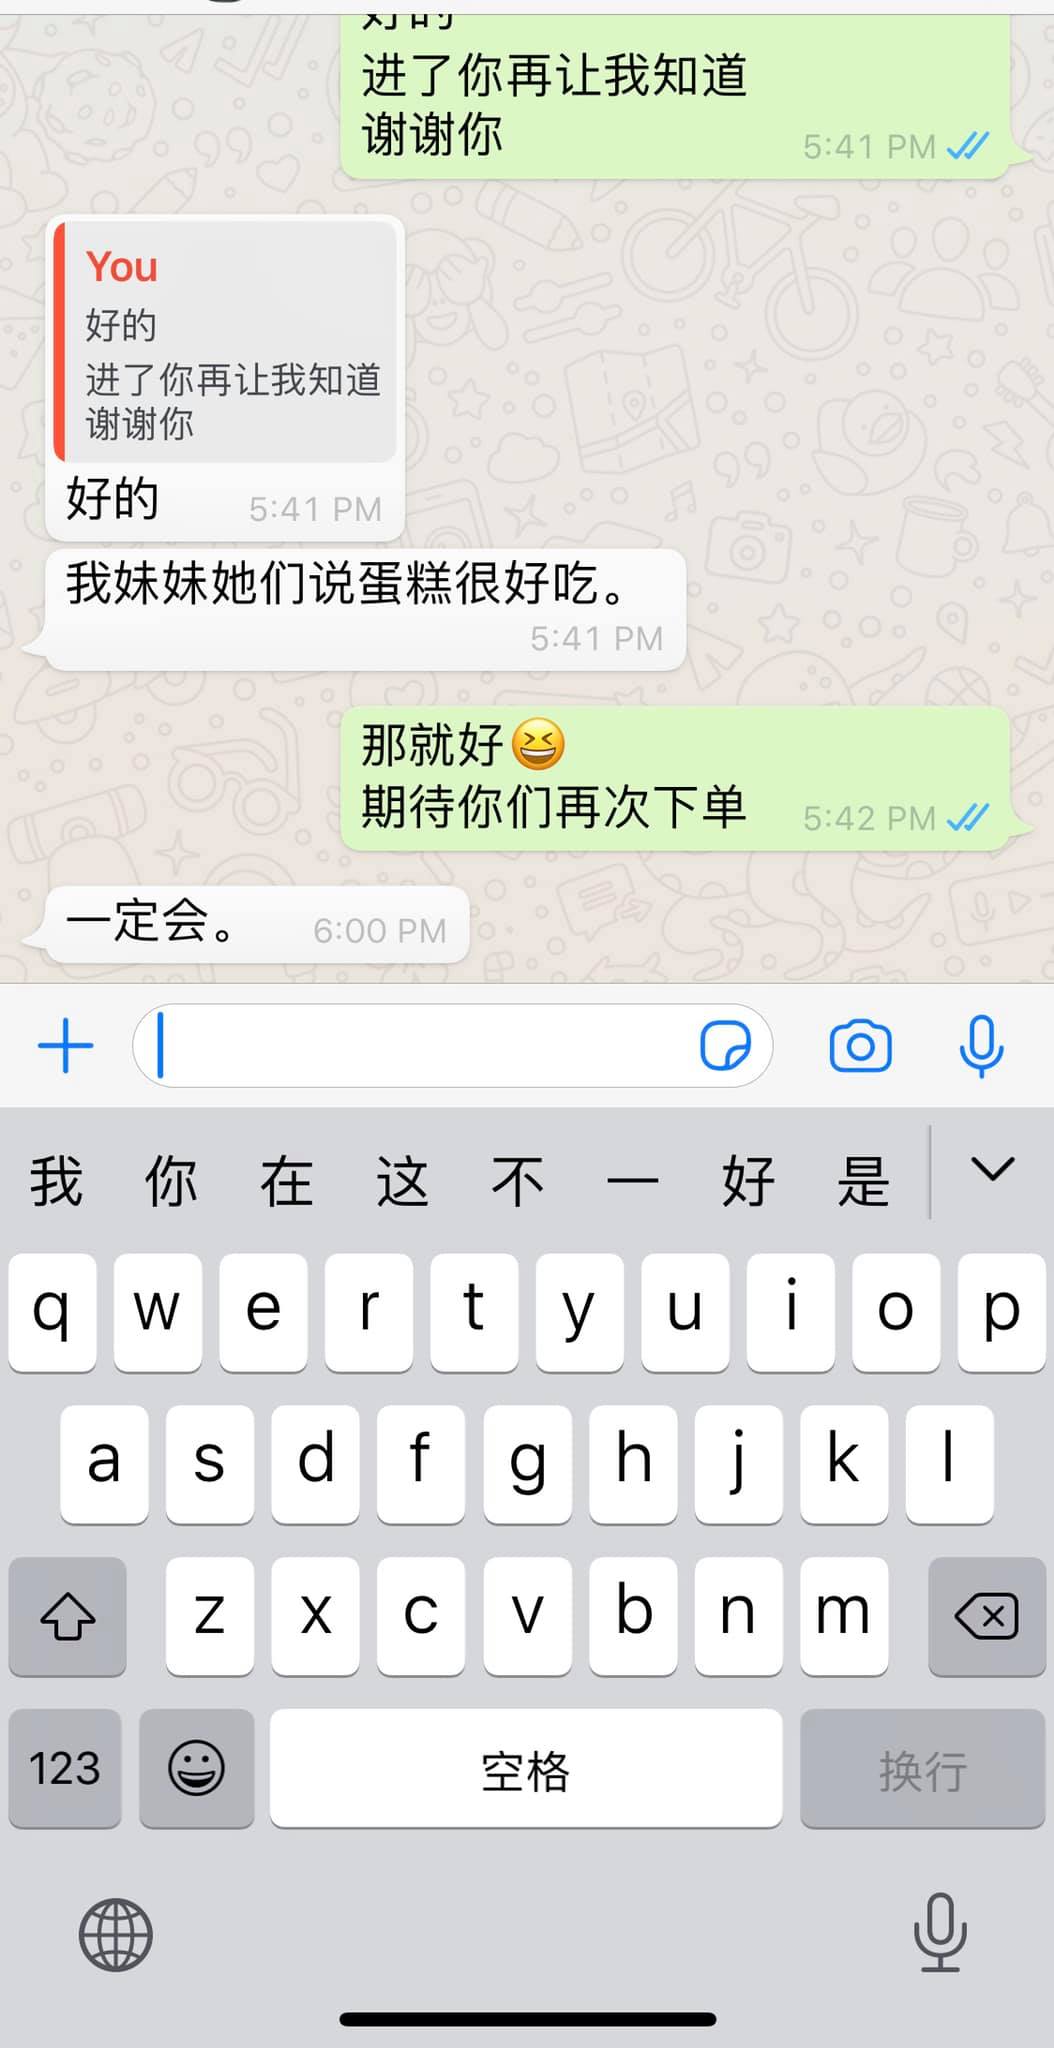 好的
进了你再让我知道
谢谢你
5:41 PM
You
好的
进了你再让我知道
谢谢你
好的
5:41 PM
我妹妹她们说蛋糕很好吃。
5:41 PM
那就好😆
期待你们再次下单
5:42 PM
一定会。
6:00 PM
我 你 在 这 不 一 好 是
q w e r t y u i o p
a s d f g h j k l
z x c v b n m
123 空格 换行